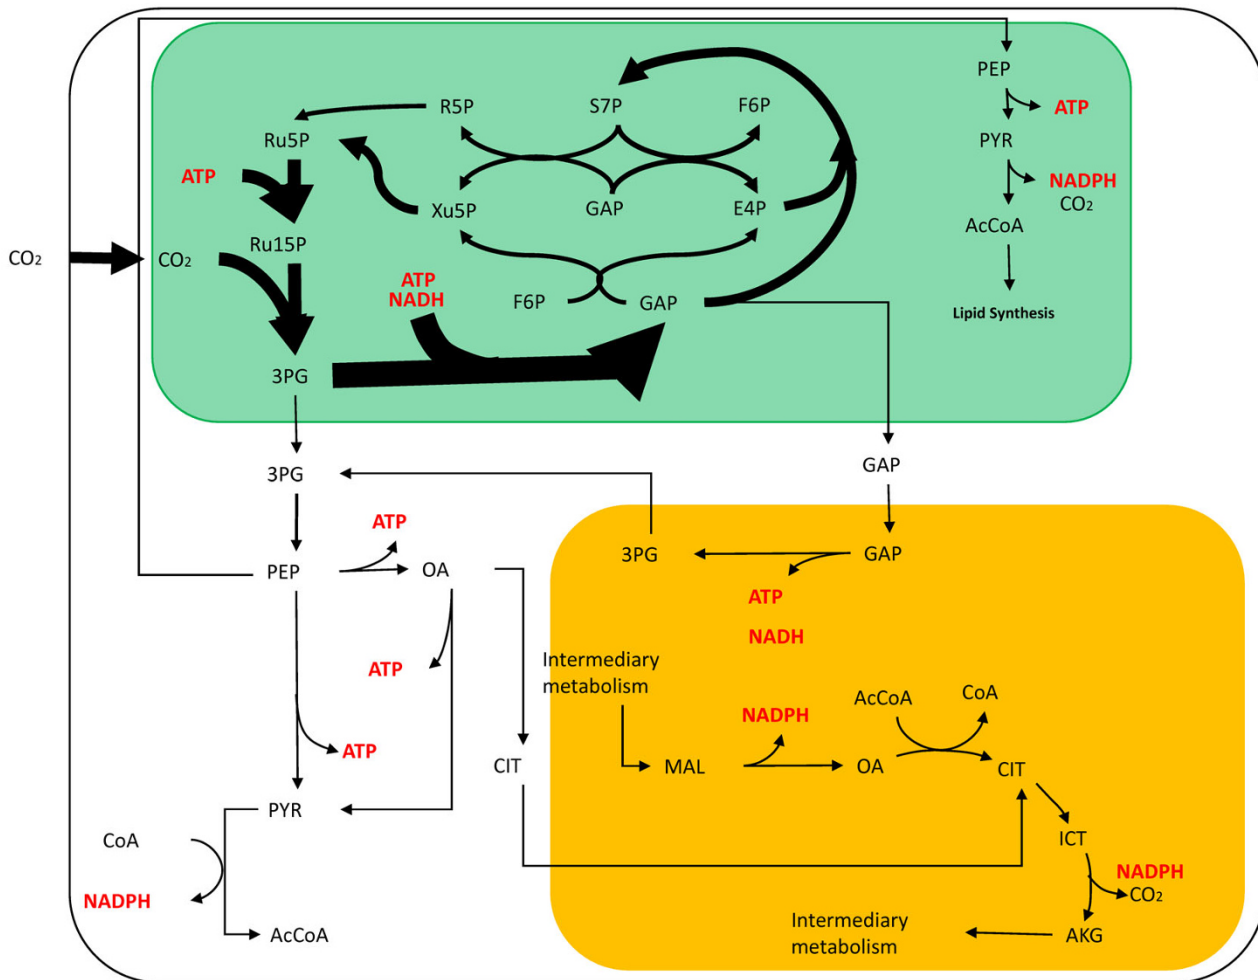 PEP
ATP
PYR
NADPH
CO₂
AcCoA
Lipid Synthesis
R5P
S7P
F6P
Ru5P
ATP
Xu5P
GAP
E4P
Ru15P
CO₂
CO₂
ATP
NADH
F6P
GAP
3PG
3PG
GAP
ATP
PEP
OA
3PG
GAP
ATP
NADH
ATP
Intermediary
metabolism
NADPH
AcCoA
CoA
ATP
CIT
MAL
OA
CIT
PYR
CoA
ICT
NADPH
NADPH
CO₂
AcCoA
Intermediary
metabolism
AKG